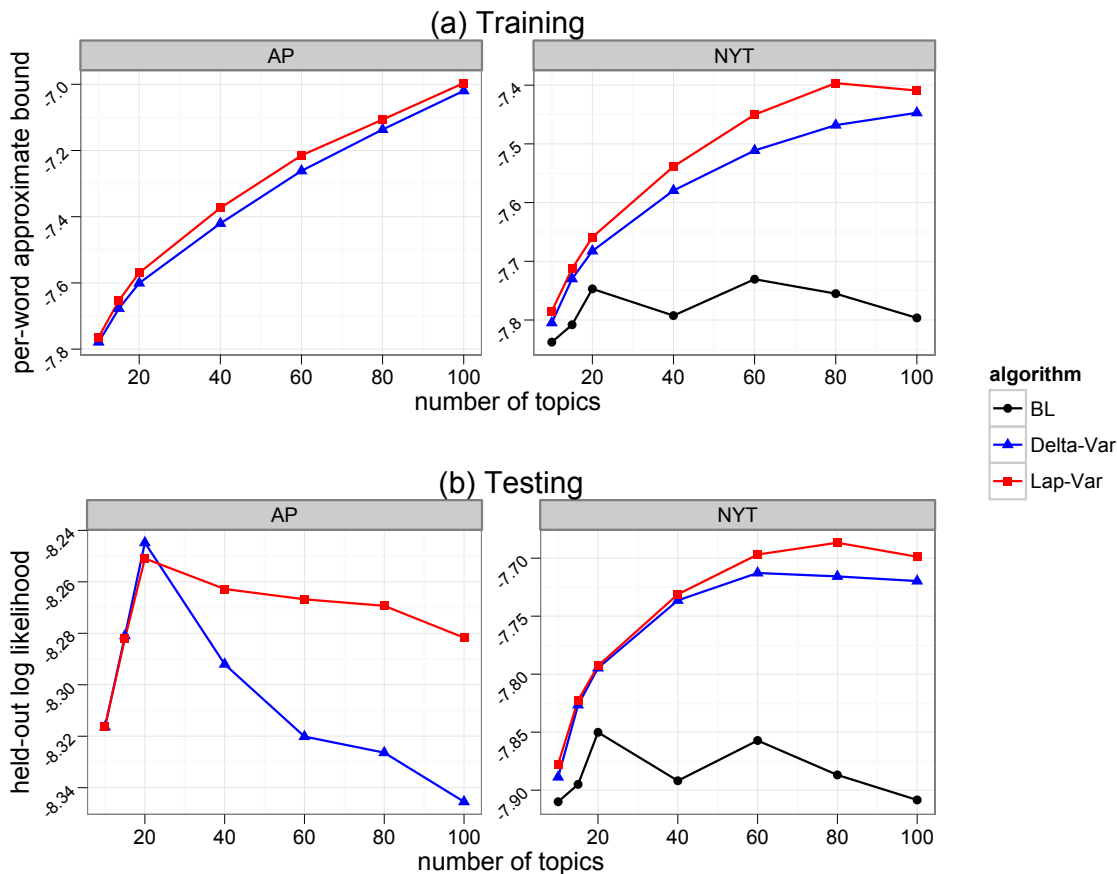 (a) Training
AP
NYT
per-word approximate bound
-7.0
-7.2
-7.4
-7.6
-7.8
20 40 60 80 100
-7.4
-7.5
-7.6
-7.7
-7.8
20 40 60 80 100
number of topics
algorithm
BL
Delta-Var
Lap-Var
(b) Testing
AP
NYT
held-out log likelihood
-8.24
-8.26
-8.28
-8.30
-8.32
-8.34
20 40 60 80 100
-7.70
-7.75
-7.80
-7.85
-7.90
20 40 60 80 100
number of topics